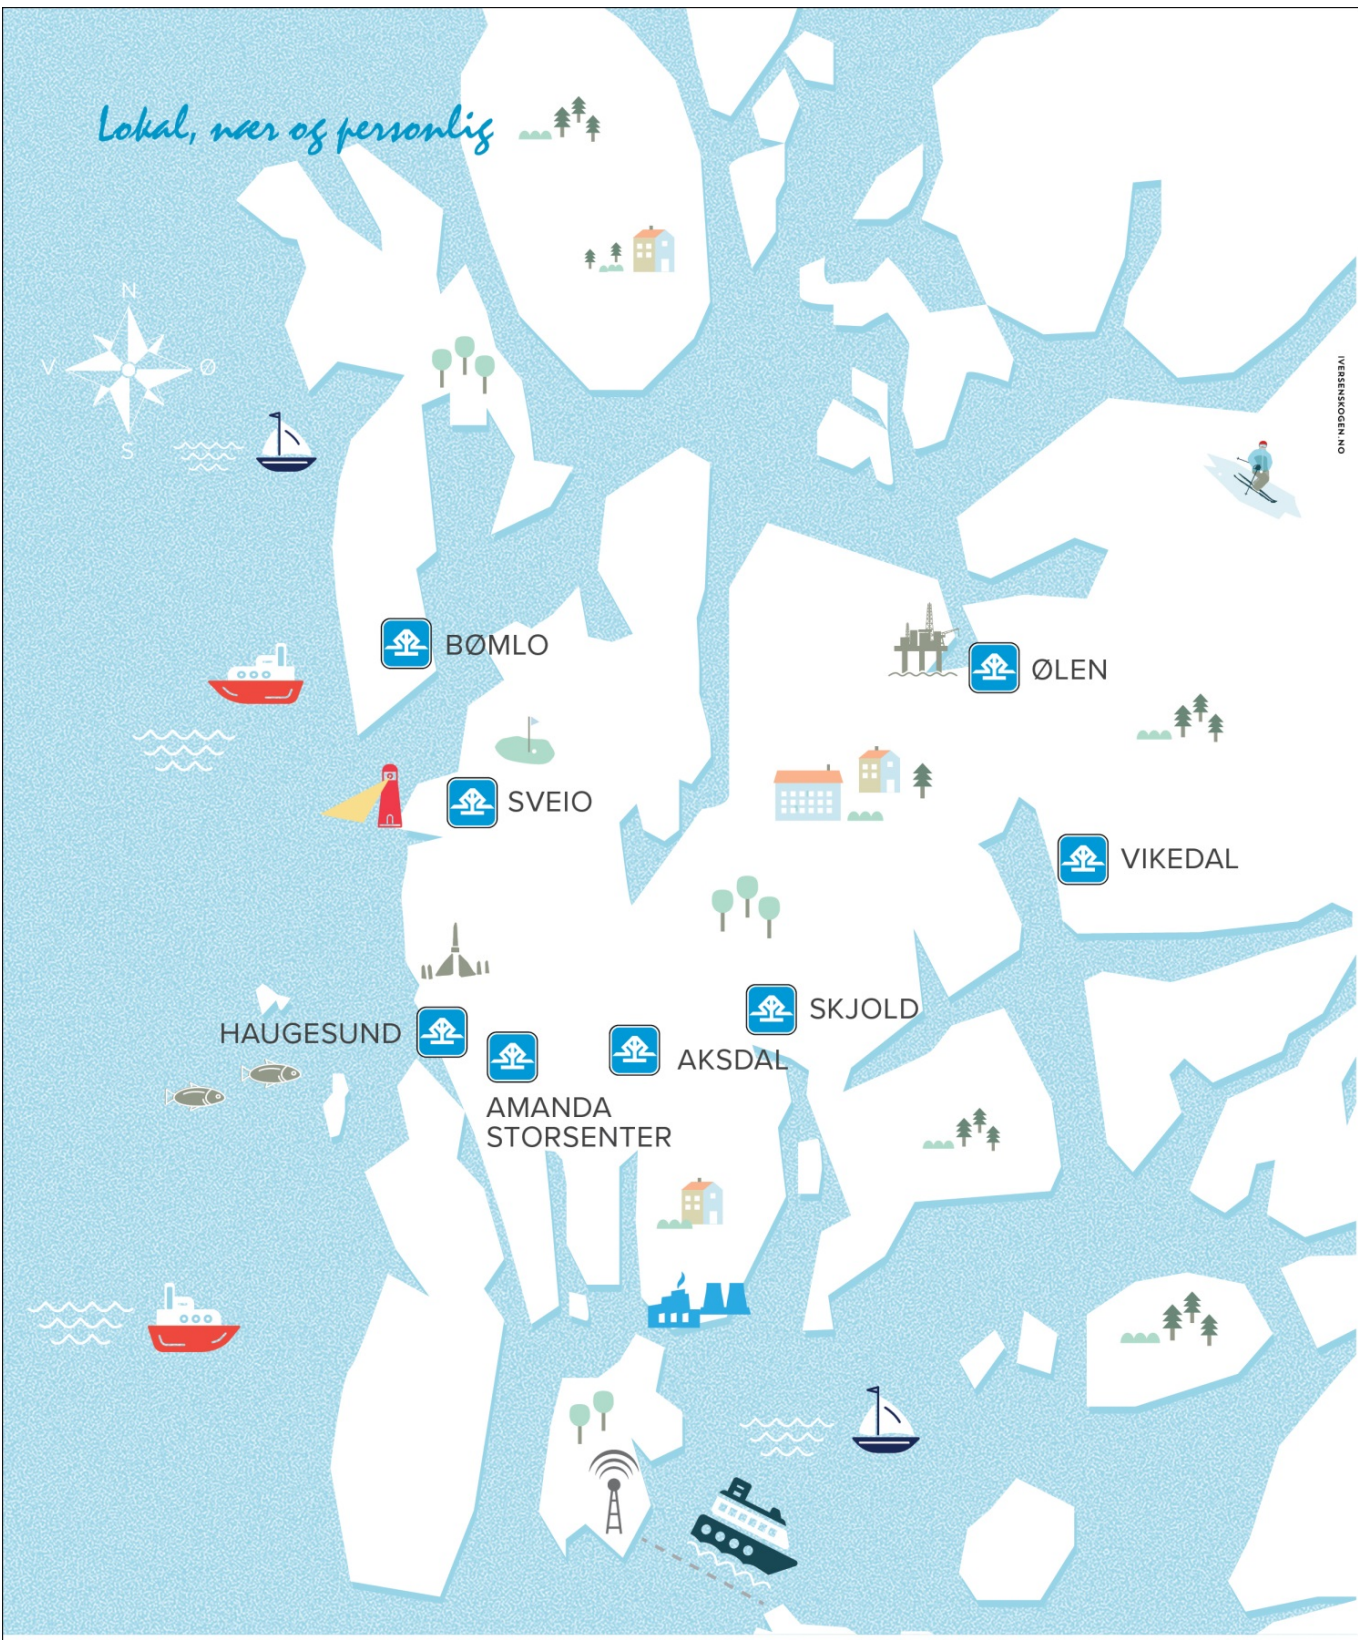 Lokal, nær og personlig
N
V
Ø
S
IVERSENSKOGEN.NO
BØMLO
ØLEN
SVEIO
VIKEDAL
SKJOLD
HAUGESUND
AKSDAL
AMANDA
STORSENTER